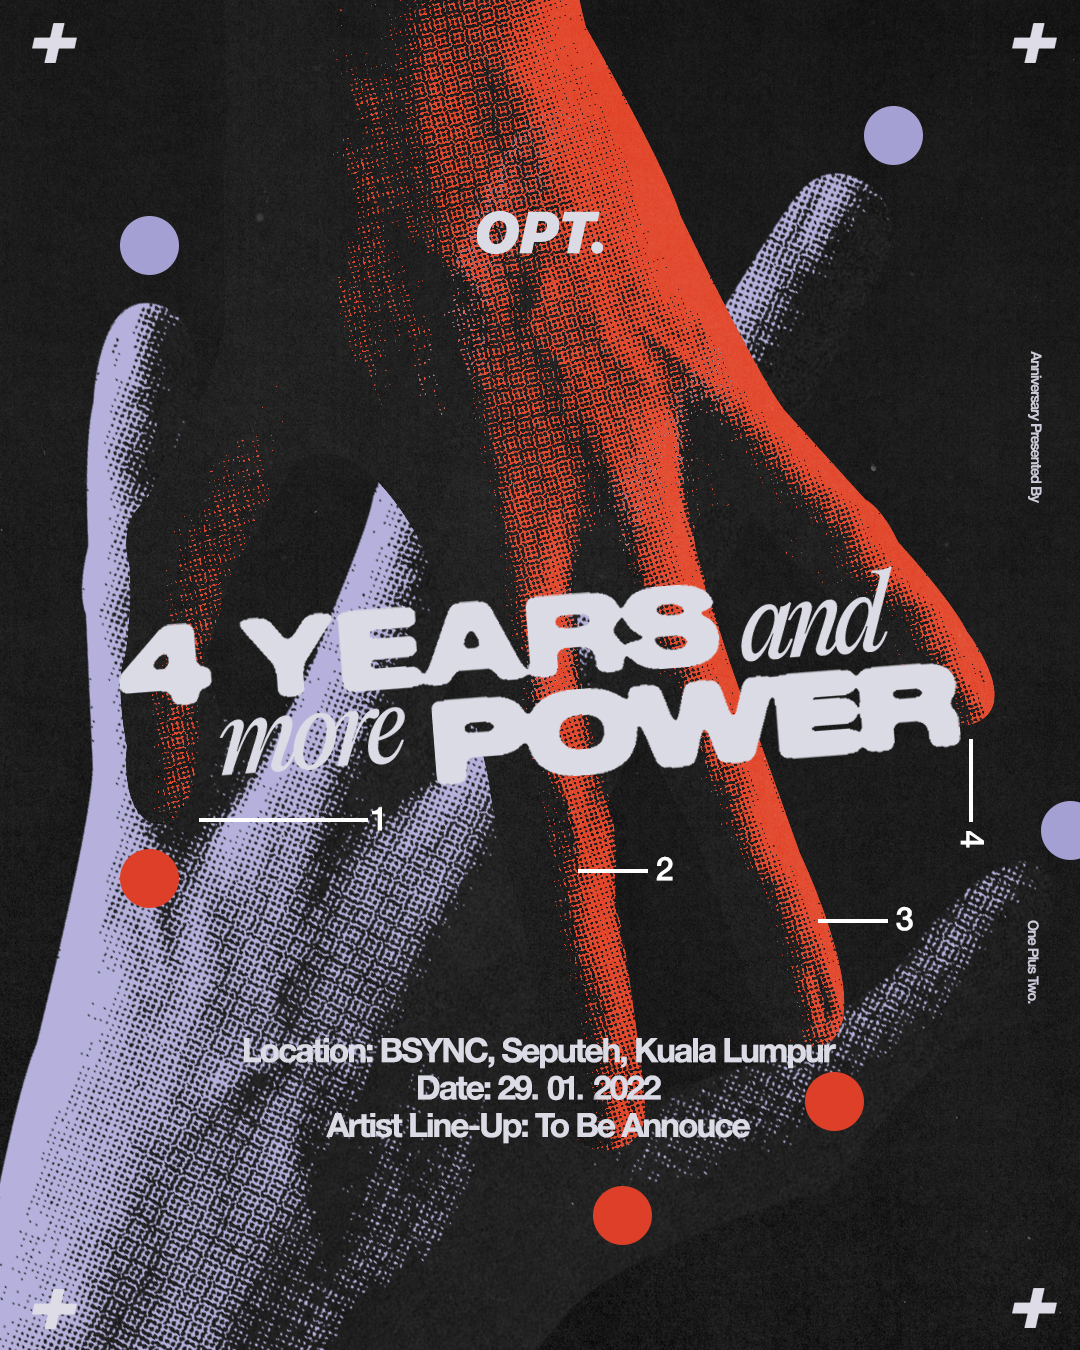 OPT.
Anniversary Presented By
4 YEARS and
more POWER
1
2
3
4
One Plus Two.
Location: BSYNC, Seputeh, Kuala Lumpur
Date: 29. 01. 2022
Artist Line-Up: To Be Annouce